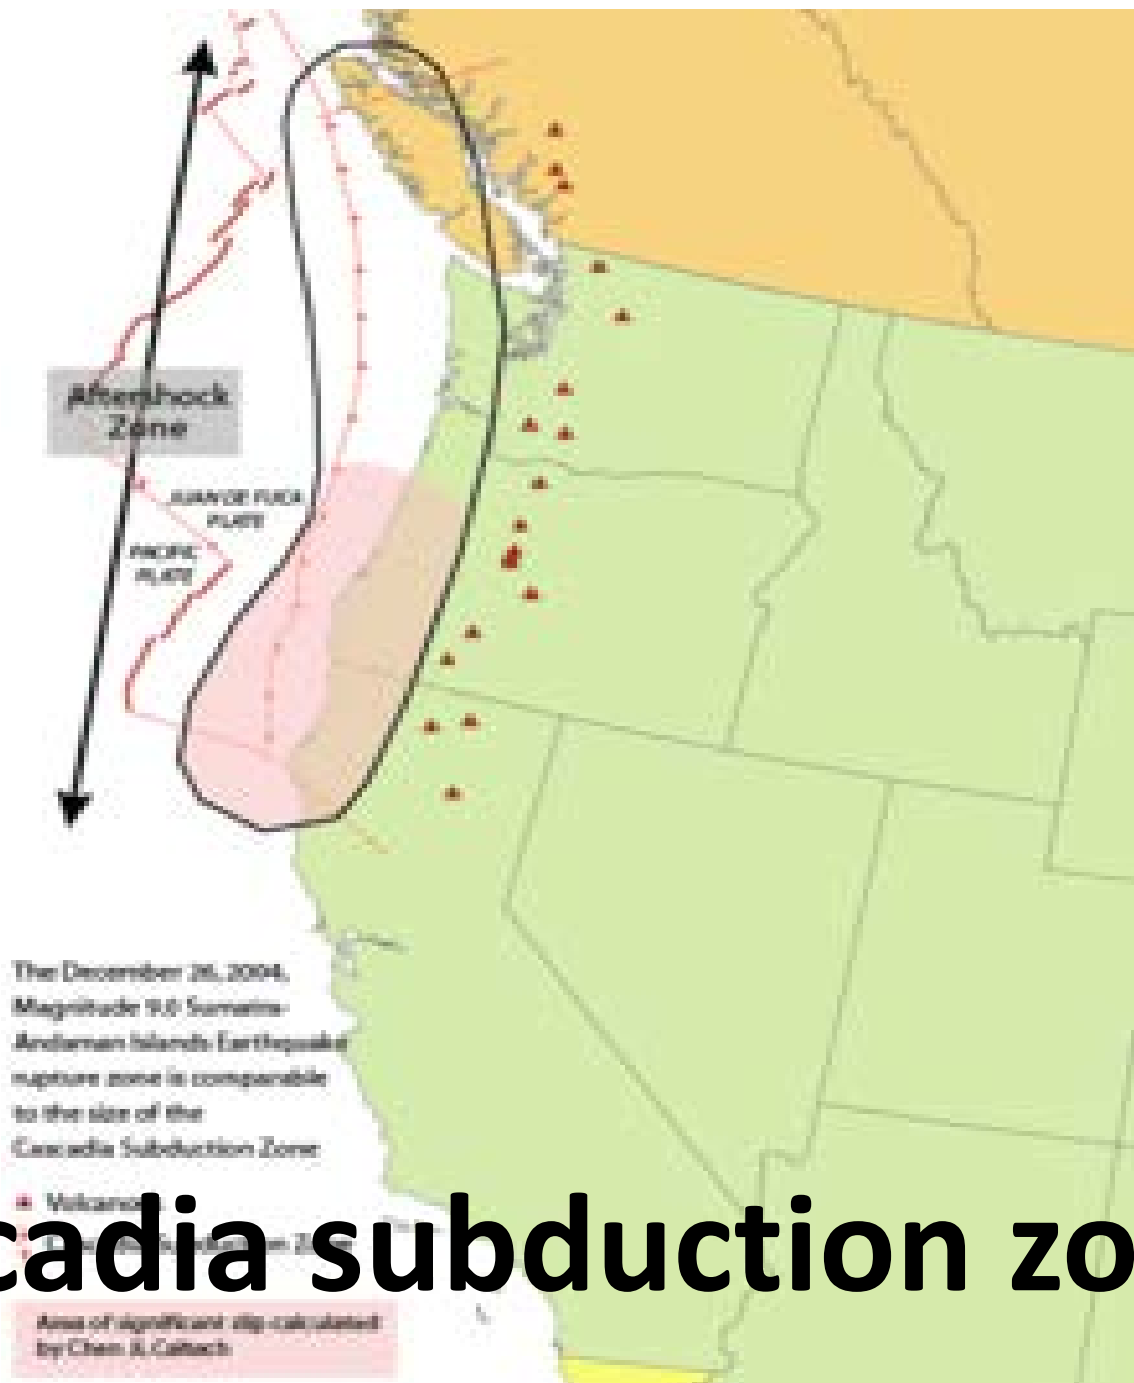 Aftershock
Zone
JUAN DE FUCA
PLATE
PACIFIC
PLATE
The December 26, 2004,
Magnitude 9.0 Sumatra-
Andaman Islands Earthquake
rupture zone is comparable
to the size of the
Cascadia Subduction Zone
Volcanoes
Subduction Zone
cadia subduction zo
Area of significant slip calculated
by Chen Ji, Caltech